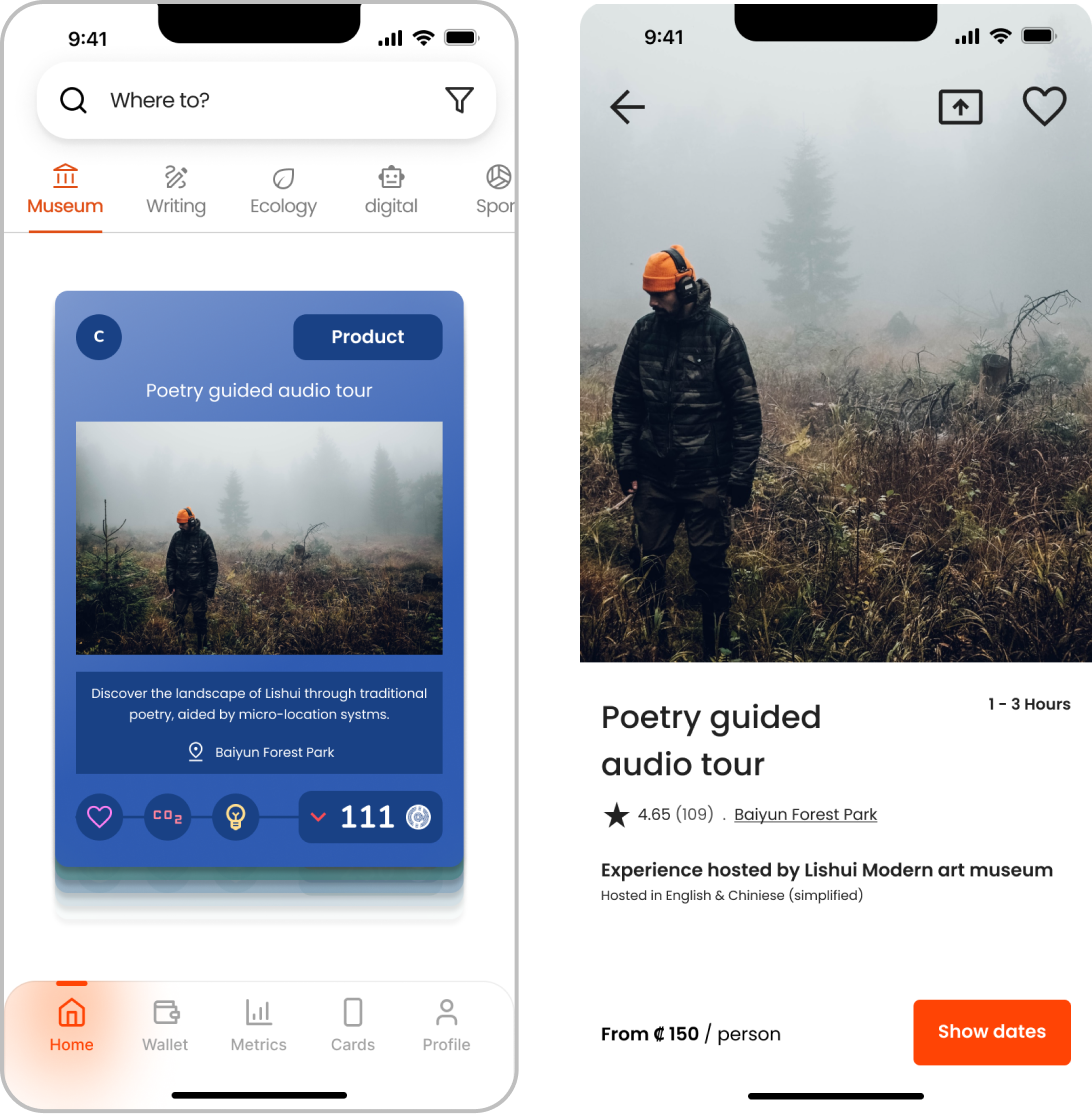 9:41
Where to?
Museum
Writing
Ecology
digital
Spor
C
Product
Poetry guided audio tour
Discover the landscape of Lishui through traditional
poetry, aided by micro-location systms.
Baiyun Forest Park
CO2
111
Home
Wallet
Metrics
Cards
Profile
9:41
Poetry guided
audio tour
1 - 3 Hours
4.65 (109) . Baiyun Forest Park
Experience hosted by Lishui Modern art museum
Hosted in English & Chiniese (simplified)
From ₡ 150 / person
Show dates